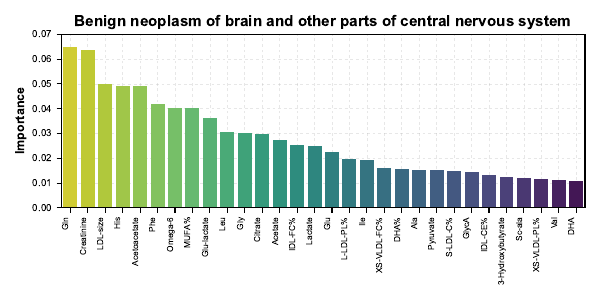 Benign neoplasm of brain and other parts of central nervous system
Importance
0.07
0.06
0.05
0.04
0.03
0.02
0.01
0.00
Gln
Creatinine
LDL-size
His
Acetoacetate
Phe
Omega-6
MUFA%
Glu-lactate
Leu
Gly
Citrate
Acetate
IDL-FC%
Lactate
Glu
L-LDL-PL%
Ile
XS-VLDL-FC%
DHA%
Ala
Pyruvate
S-LDL-C%
GlycA
IDL-CE%
3-Hydroxybutyrate
Sc-ala
XS-VLDL-PL%
Val
DHA